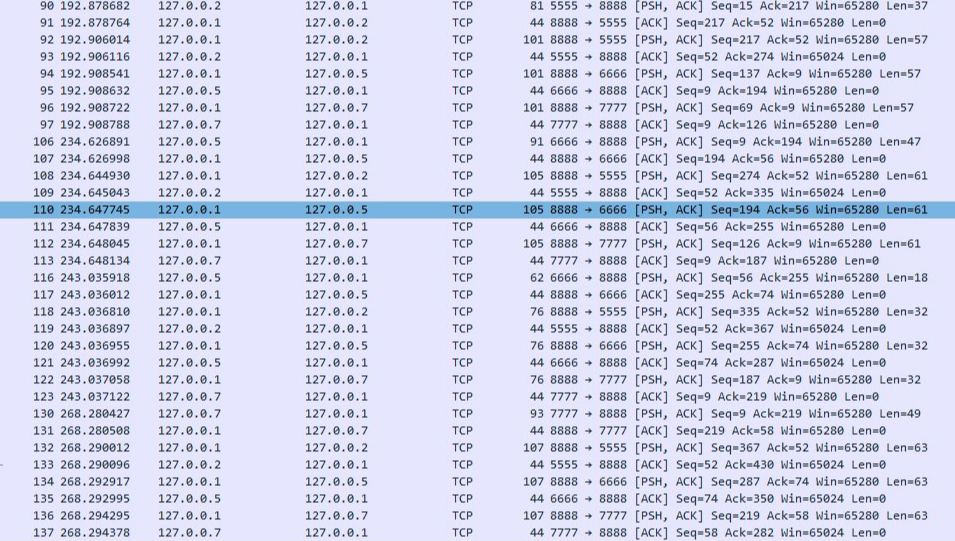 90 192.878682 127.0.0.2 127.0.0.1 TCP 81 5555 → 8888 [PSH, ACK] Seq=15 Ack=217 Win=65280 Len=37
91 192.878764 127.0.0.1 127.0.0.2 TCP 44 8888 → 5555 [ACK] Seq=217 Ack=52 Win=65280 Len=0
92 192.906014 127.0.0.1 127.0.0.2 TCP 101 8888 → 5555 [PSH, ACK] Seq=217 Ack=52 Win=65280 Len=57
93 192.906116 127.0.0.2 127.0.0.1 TCP 44 5555 → 8888 [ACK] Seq=52 Ack=274 Win=65024 Len=0
94 192.908541 127.0.0.1 127.0.0.5 TCP 101 8888 → 6666 [PSH, ACK] Seq=137 Ack=9 Win=65280 Len=57
95 192.908632 127.0.0.5 127.0.0.1 TCP 44 6666 → 8888 [ACK] Seq=9 Ack=194 Win=65280 Len=0
96 192.908722 127.0.0.1 127.0.0.7 TCP 101 8888 → 7777 [PSH, ACK] Seq=69 Ack=9 Win=65280 Len=57
97 192.908788 127.0.0.7 127.0.0.1 TCP 44 7777 → 8888 [ACK] Seq=9 Ack=126 Win=65280 Len=0
106 234.626891 127.0.0.5 127.0.0.1 TCP 91 6666 → 8888 [PSH, ACK] Seq=9 Ack=194 Win=65280 Len=47
107 234.626998 127.0.0.1 127.0.0.5 TCP 44 8888 → 6666 [ACK] Seq=194 Ack=56 Win=65280 Len=0
108 234.644930 127.0.0.1 127.0.0.2 TCP 105 8888 → 5555 [PSH, ACK] Seq=274 Ack=52 Win=65280 Len=61
109 234.645043 127.0.0.2 127.0.0.1 TCP 44 5555 → 8888 [ACK] Seq=52 Ack=335 Win=65024 Len=0
110 234.647745 127.0.0.1 127.0.0.5 TCP 105 8888 → 6666 [PSH, ACK] Seq=194 Ack=56 Win=65280 Len=61
111 234.647839 127.0.0.5 127.0.0.1 TCP 44 6666 → 8888 [ACK] Seq=56 Ack=255 Win=65280 Len=0
112 234.648045 127.0.0.1 127.0.0.7 TCP 105 8888 → 7777 [PSH, ACK] Seq=126 Ack=9 Win=65280 Len=61
113 234.648134 127.0.0.7 127.0.0.1 TCP 44 7777 → 8888 [ACK] Seq=9 Ack=187 Win=65280 Len=0
116 243.035918 127.0.0.5 127.0.0.1 TCP 62 6666 → 8888 [PSH, ACK] Seq=56 Ack=255 Win=65280 Len=18
117 243.036012 127.0.0.1 127.0.0.5 TCP 44 8888 → 6666 [ACK] Seq=255 Ack=74 Win=65280 Len=0
118 243.036810 127.0.0.1 127.0.0.2 TCP 76 8888 → 5555 [PSH, ACK] Seq=335 Ack=52 Win=65280 Len=32
119 243.036897 127.0.0.2 127.0.0.1 TCP 44 5555 → 8888 [ACK] Seq=52 Ack=367 Win=65024 Len=0
120 243.036955 127.0.0.1 127.0.0.5 TCP 76 8888 → 6666 [PSH, ACK] Seq=255 Ack=74 Win=65280 Len=32
121 243.036992 127.0.0.5 127.0.0.1 TCP 44 6666 → 8888 [ACK] Seq=74 Ack=287 Win=65024 Len=0
122 243.037058 127.0.0.1 127.0.0.7 TCP 76 8888 → 7777 [PSH, ACK] Seq=187 Ack=9 Win=65280 Len=32
123 243.037122 127.0.0.7 127.0.0.1 TCP 44 7777 → 8888 [ACK] Seq=9 Ack=219 Win=65280 Len=0
130 268.280427 127.0.0.7 127.0.0.1 TCP 93 7777 → 8888 [PSH, ACK] Seq=9 Ack=219 Win=65280 Len=49
131 268.280508 127.0.0.1 127.0.0.7 TCP 44 8888 → 7777 [ACK] Seq=219 Ack=58 Win=65280 Len=0
132 268.290012 127.0.0.1 127.0.0.2 TCP 107 8888 → 5555 [PSH, ACK] Seq=367 Ack=52 Win=65280 Len=63
133 268.290096 127.0.0.2 127.0.0.1 TCP 44 5555 → 8888 [ACK] Seq=52 Ack=430 Win=65024 Len=0
134 268.292917 127.0.0.1 127.0.0.5 TCP 107 8888 → 6666 [PSH, ACK] Seq=287 Ack=74 Win=65280 Len=63
135 268.292995 127.0.0.5 127.0.0.1 TCP 44 6666 → 8888 [ACK] Seq=74 Ack=350 Win=65024 Len=0
136 268.294295 127.0.0.1 127.0.0.7 TCP 107 8888 → 7777 [PSH, ACK] Seq=219 Ack=58 Win=65280 Len=63
137 268.294378 127.0.0.7 127.0.0.1 TCP 44 7777 → 8888 [ACK] Seq=58 Ack=282 Win=65024 Len=0